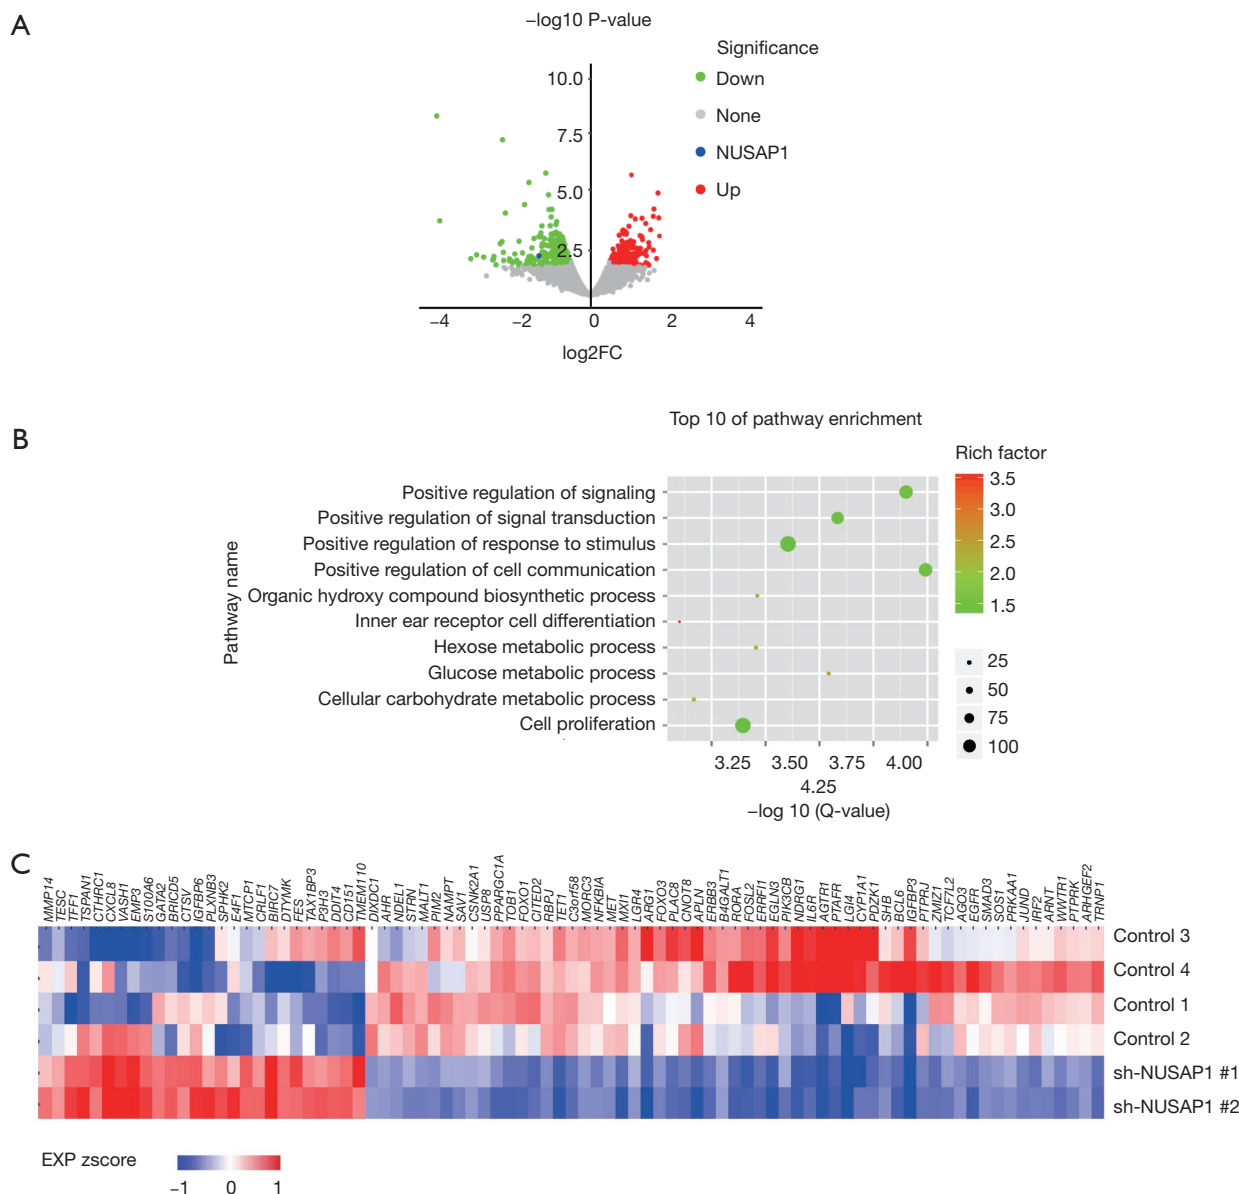 A
−log10 P-value
Significance
Down
None
NUSAP1
Up
10.0
7.5
5.0
2.5
−4 −2 0 2 4
log2FC
B
Top 10 of pathway enrichment
Rich factor
3.5
3.0
2.5
2.0
1.5
25
50
75
100
Pathway name
Positive regulation of signaling
Positive regulation of signal transduction
Positive regulation of response to stimulus
Positive regulation of cell communication
Organic hydroxy compound biosynthetic process
Inner ear receptor cell differentiation
Hexose metabolic process
Glucose metabolic process
Cellular carbohydrate metabolic process
Cell proliferation
3.25 3.50 3.75 4.00
4.25
−log 10 (Q-value)
C
MMP14
TESC
TFF1
TSPAN1
CTHRC1
CXCL8
VASH1
EMP3
S100A6
GATA2
BRICD5
CTSV
IGFBP6
PLXNB3
SPHK2
E4F1
MTCP1
CRLF1
BIRC7
DTYMK
FES
TAX1BP3
P3H3
DDIT4
CD151
TMEM110
DIXDC1
AHR
NDEL1
STRN
MALT1
PIM2
NAMPT
SAV1
CSNK2A1
USP8
PPARGC1A
TOB1
FOXO1
CITED2
RBPJ
TET1
C3orf58
MORC3
NFKBIA
MET
MXI1
LGR4
ARG1
FOXO3
PLAC8
CNOT8
APLN
ERBB3
B4GALT1
RORA
FOSL2
ERRFI1
EGLN3
PIK3CB
NDRG1
IL6R
AGTR1
PTAFR
LGI4
CYP1A1
PDZK1
SHB
BCL6
IGFBP3
PTPRJ
ZMIZ1
TCF7L2
AGO3
EGFR
SMAD3
SOS1
PRKAA1
JUND
IRF2
ARNT
WWTR1
PTPRK
ARHGEF2
TRNP1
Control 3
Control 4
Control 1
Control 2
sh-NUSAP1 #1
sh-NUSAP1 #2
EXP zscore
−1 0 1